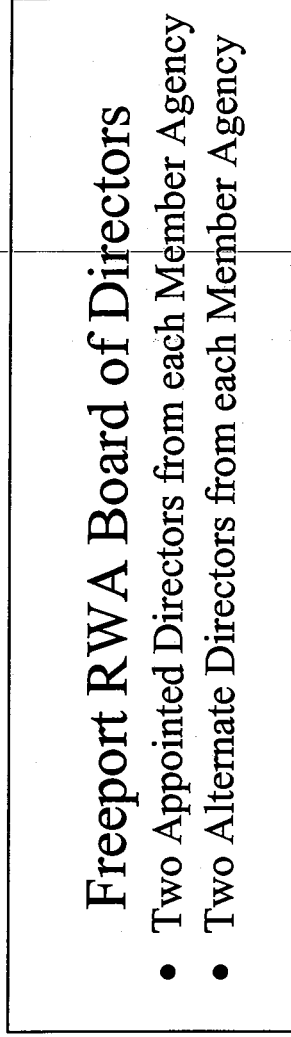 Freeport RWA Board of Directors
• Two Appointed Directors from each Member Agency
• Two Alternate Directors from each Member Agency